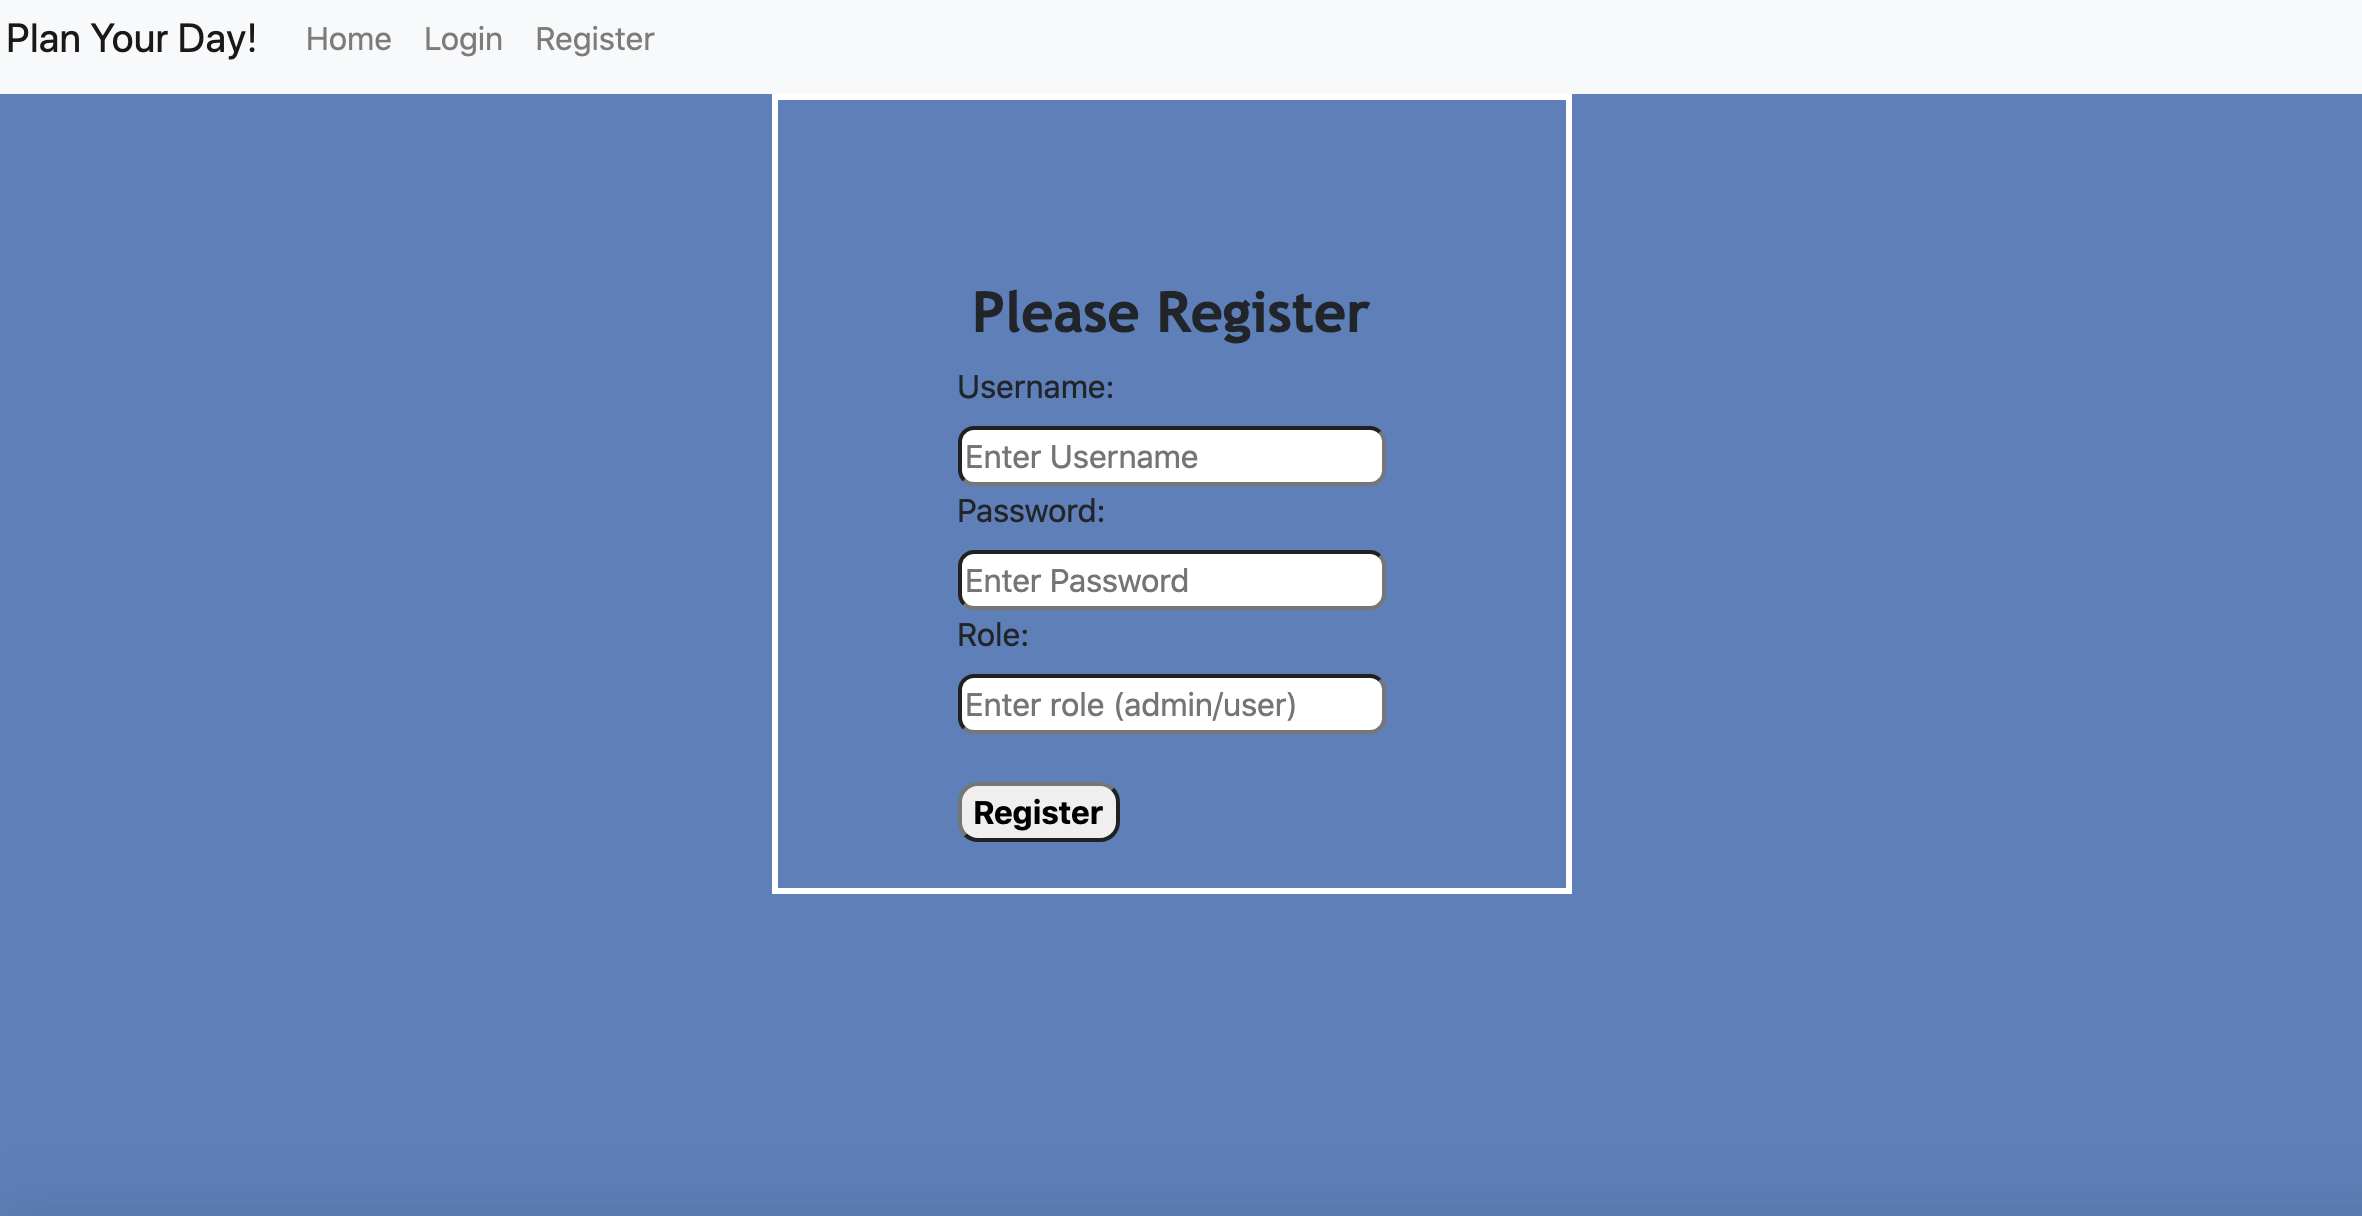 Plan Your Day! Home Login Register
Please Register
Username:
Enter Username
Password:
Enter Password
Role:
Enter role (admin/user)
Register